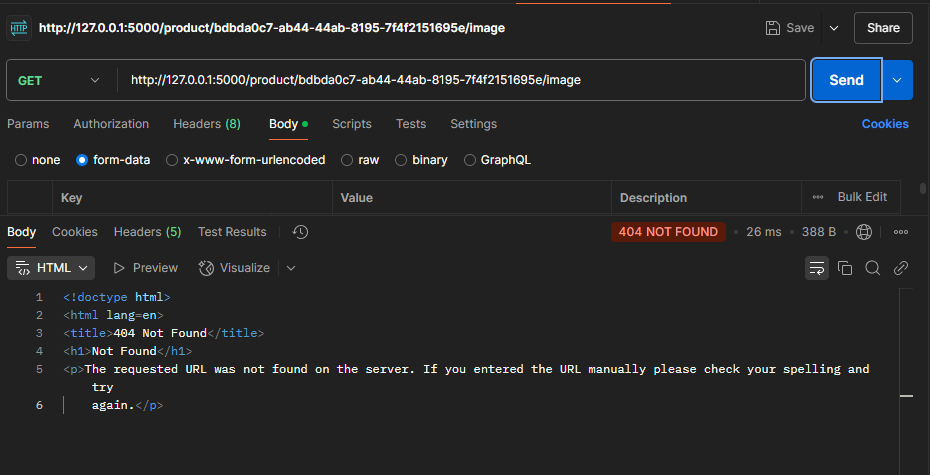 HTTP http://127.0.0.1:5000/product/bdbda0c7-ab44-44ab-8195-7f4f2151695e/image Save Share
GET http://127.0.0.1:5000/product/bdbda0c7-ab44-44ab-8195-7f4f2151695e/image Send
Params Authorization Headers (8) Body Scripts Tests Settings Cookies
none form-data x-www-form-urlencoded raw binary GraphQL
Key Value Description Bulk Edit
Body Cookies Headers (5) Test Results 404 NOT FOUND 26 ms 388 B
HTML Preview Visualize
1 <!doctype html>
2 <html lang=en>
3 <title>404 Not Found</title>
4 <h1>Not Found</h1>
5 <p>The requested URL was not found on the server. If you entered the URL manually please check your spelling and
try
6 again.</p>